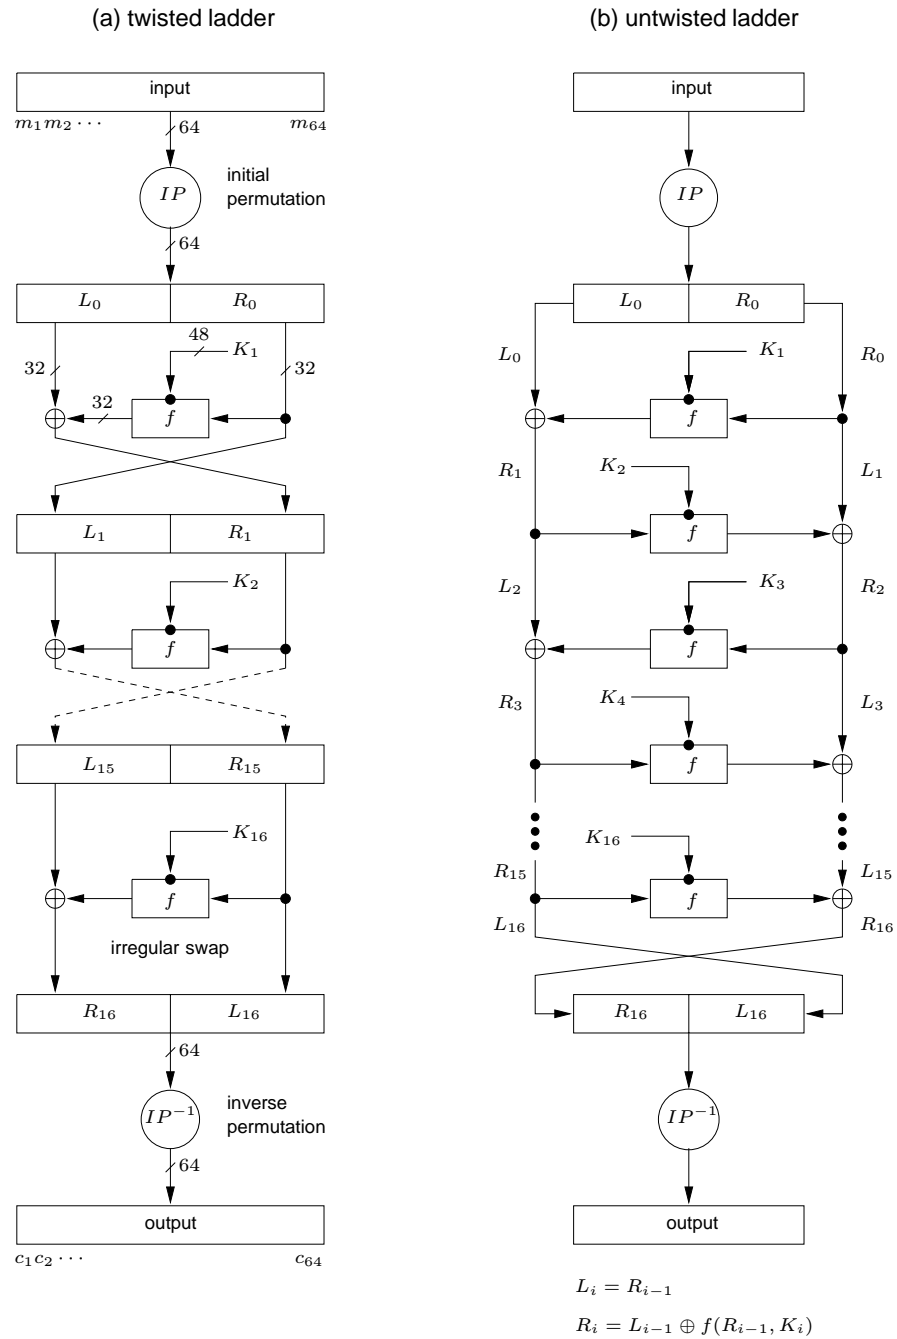 (a) twisted ladder
input
m₁m₂ ⋯ m₆₄
64
IP
initial
permutation
64
L₀ R₀
48
K₁
32 32
32
f
L₁ R₁
K₂
f
L₁₅ R₁₅
K₁₆
f
irregular swap
R₁₆ L₁₆
64
IP⁻¹
inverse
permutation
64
output
c₁c₂ ⋯ c₆₄
(b) untwisted ladder
input
IP
L₀ R₀
L₀ K₁ R₀
f
R₁ K₂ L₁
f
L₂ K₃ R₂
f
R₃ K₄ L₃
f
K₁₆
R₁₅ L₁₅
f
L₁₆ R₁₆
R₁₆ L₁₆
IP⁻¹
output
Lᵢ = Rᵢ₋₁
Rᵢ = Lᵢ₋₁ ⊕ f(Rᵢ₋₁, Kᵢ)